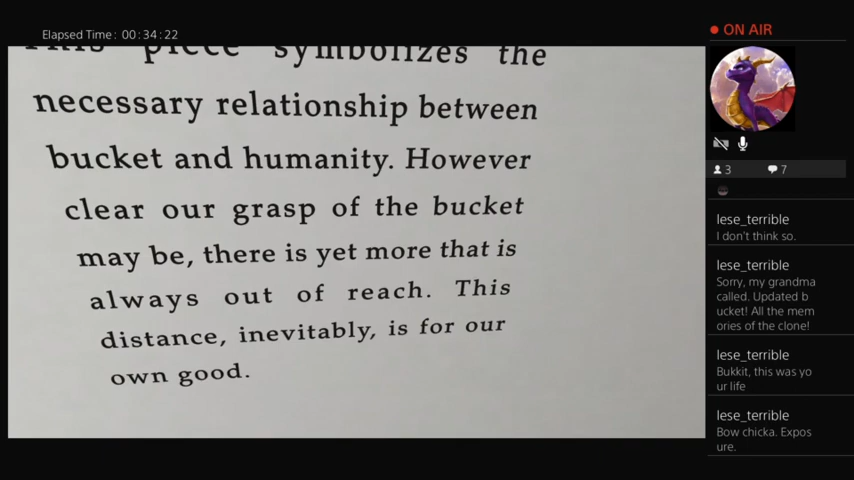 Elapsed Time: 00:34:22
This piece symbolizes the
necessary relationship between
bucket and humanity. However
clear our grasp of the bucket
may be, there is yet more that is
always out of reach. This
distance, inevitably, is for our
own good.
ON AIR
3 7
lese_terrible
I don't think so.
lese_terrible
Sorry, my grandma
called. Updated b
ucket! All the mem
ories of the clone!
lese_terrible
Bukkit, this was yo
ur life
lese_terrible
Bow chicka. Expos
ure.